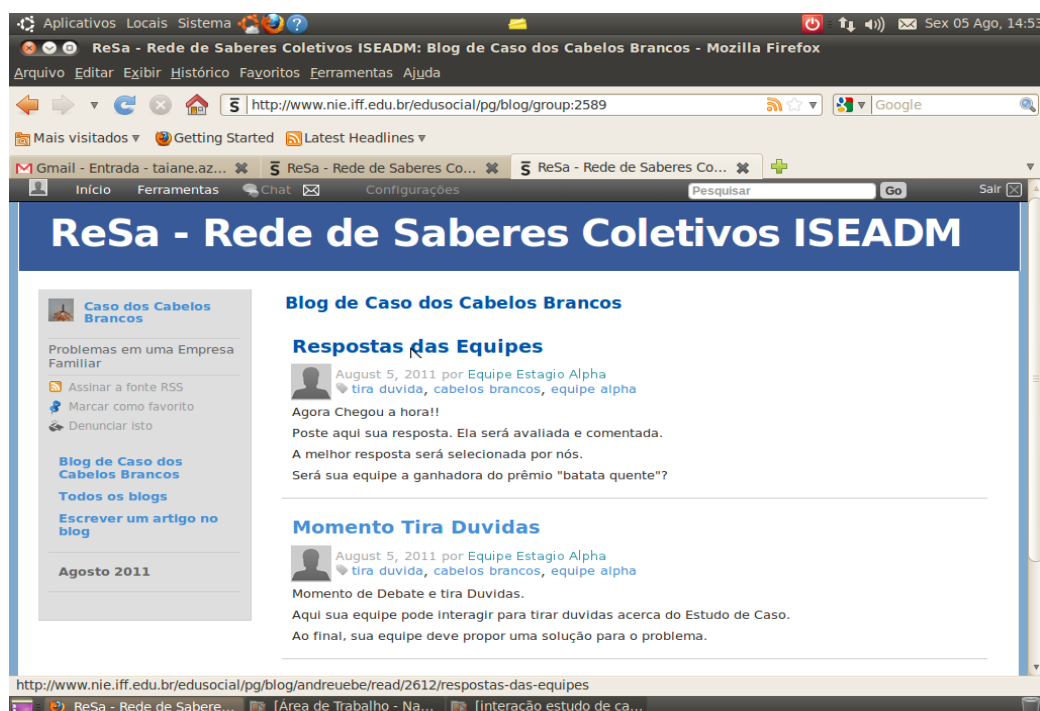 Aplicativos Locais Sistema Sex 05 Ago, 14:53
ReSa - Rede de Saberes Coletivos ISEADM: Blog de Caso dos Cabelos Brancos - Mozilla Firefox
Arquivo Editar Exibir Histórico Favoritos Ferramentas Ajuda
http://www.nie.iff.edu.br/edusocial/pg/blog/group:2589 Google
Mais visitados Getting Started Latest Headlines
Gmail - Entrada - taiane.az... ReSa - Rede de Saberes Co... ReSa - Rede de Saberes Co...
Início Ferramentas Chat Configurações Pesquisar Go Sair
ReSa - Rede de Saberes Coletivos ISEADM
Caso dos Cabelos
Brancos
Problemas em uma Empresa
Familiar
Assinar a fonte RSS
Marcar como favorito
Denunciar isto
Blog de Caso dos
Cabelos Brancos
Todos os blogs
Escrever um artigo no
blog
Agosto 2011
Blog de Caso dos Cabelos Brancos
Respostas das Equipes
August 5, 2011 por Equipe Estagio Alpha
tira duvida, cabelos brancos, equipe alpha
Agora Chegou a hora!!
Poste aqui sua resposta. Ela será avaliada e comentada.
A melhor resposta será selecionada por nós.
Será sua equipe a ganhadora do prêmio "batata quente"?
Momento Tira Duvidas
August 5, 2011 por Equipe Estagio Alpha
tira duvida, cabelos brancos, equipe alpha
Momento de Debate e tira Duvidas.
Aqui sua equipe pode interagir para tirar duvidas acerca do Estudo de Caso.
Ao final, sua equipe deve propor uma solução para o problema.
http://www.nie.iff.edu.br/edusocial/pg/blog/andreuebe/read/2612/respostas-das-equipes
ReSa - Rede de Sabere... [Área de Trabalho - Na... [interação estudo de ca...